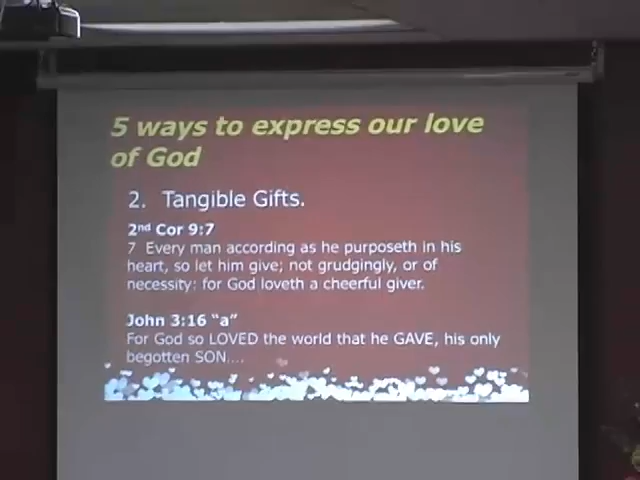 5 ways to express our love
of God
2. Tangible Gifts.
2nd Cor 9:7
7 Every man according as he purposeth in his
heart, so let him give; not grudgingly, or of
necessity: for God loveth a cheerful giver.
John 3:16 “a”
For God so LOVED the world that he GAVE, his only
begotten SON....